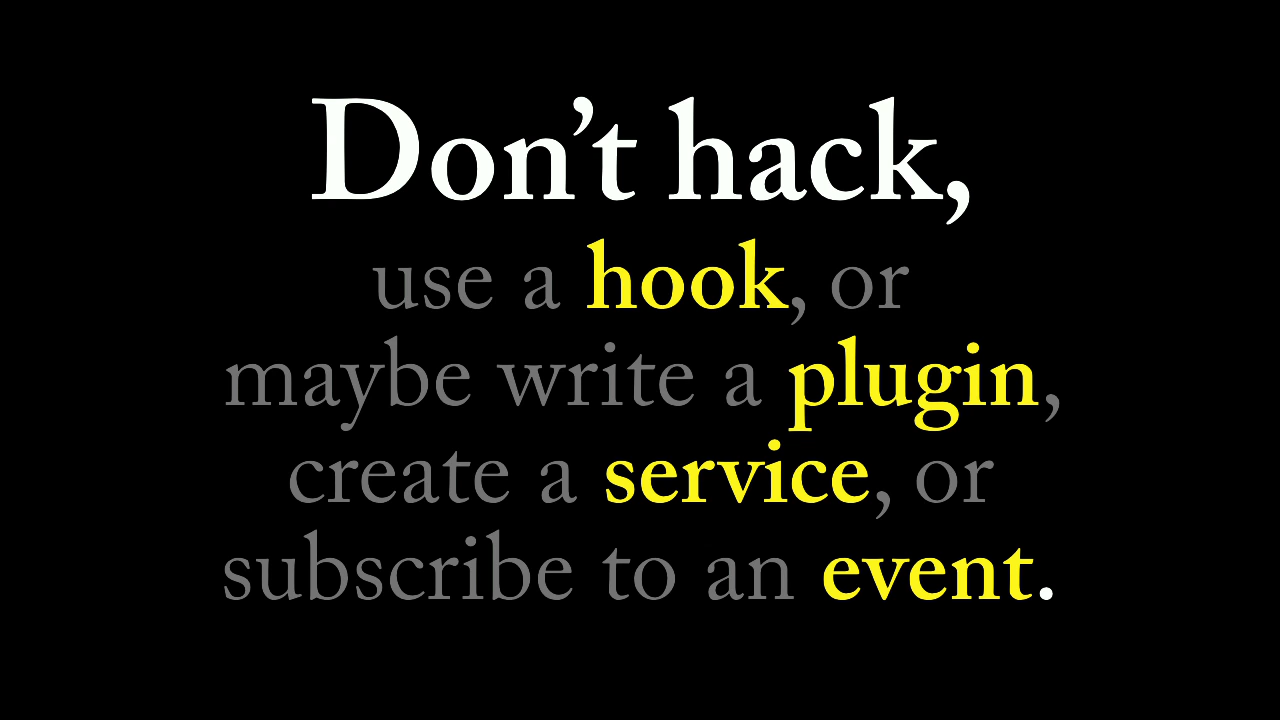 Don’t hack,
use a hook, or
maybe write a plugin,
create a service, or
subscribe to an event.